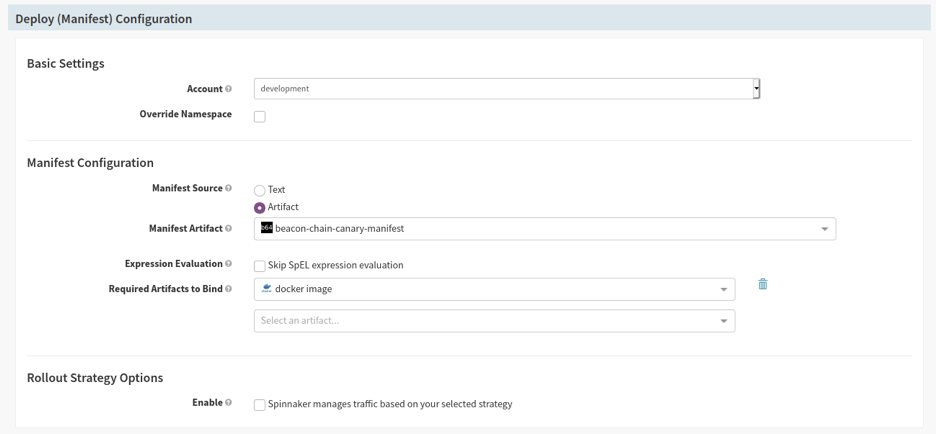 Deploy (Manifest) Configuration
Basic Settings
Account
development
Override Namespace
Manifest Configuration
Manifest Source
Text
Artifact
Manifest Artifact
b64 beacon-chain-canary-manifest
Expression Evaluation
Skip SpEL expression evaluation
Required Artifacts to Bind
docker image
Select an artifact...
Rollout Strategy Options
Enable
Spinnaker manages traffic based on your selected strategy